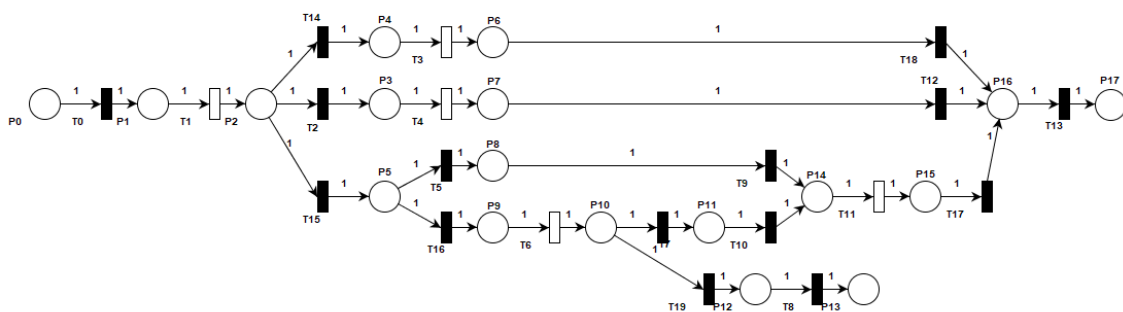 T14 P4 P6
1 1 1 1 1
T3 T18
1 1
P3 P7 T12 P16 P17
1 1 1 1 1 1 1 1 1 1 1
P0 T0 P1 T1 P2 T2 T4 T13
1 P8 1
1 1 1 1
P5 T5 T9 P14 P15
1 1 1 1 1
T15 1 P9 P10 P11 T11 T17
1 1 1 1 1 1
T16 T6 T7 T10
1
1 1 1
T19 P12 T8 P13